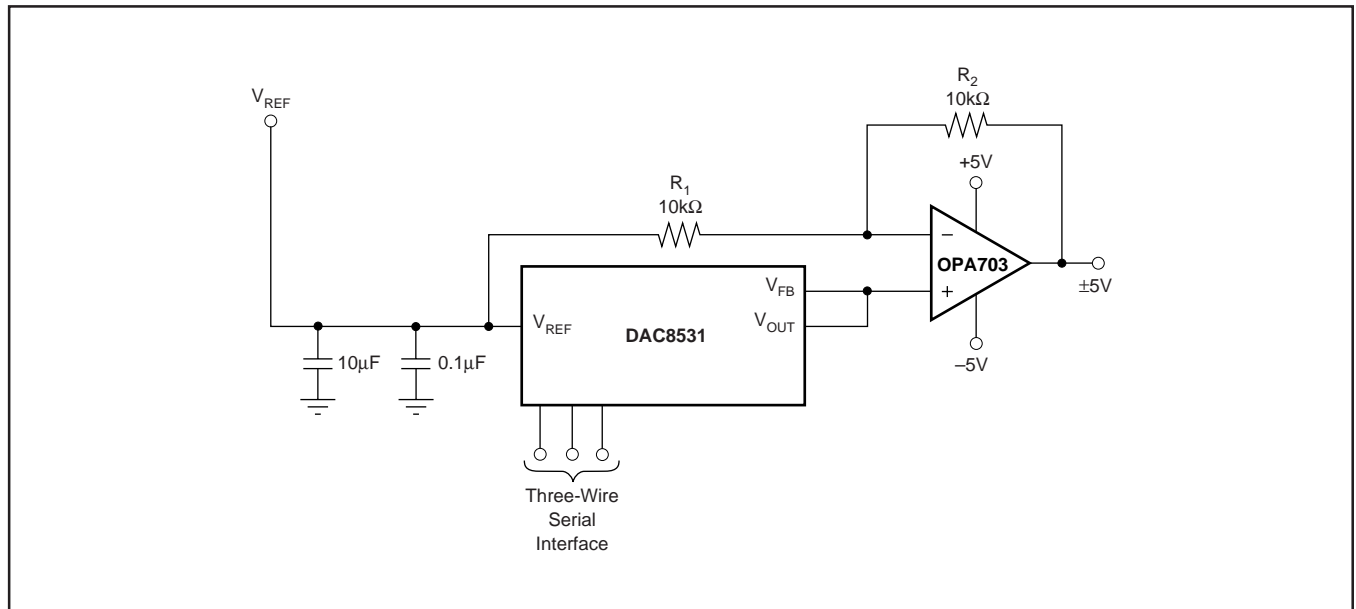 V_REF
R_2
10kΩ
+5V
R_1
10kΩ
–
OPA703
+
±5V
–5V
V_FB
V_REF
DAC8531
V_OUT
10µF
0.1µF
Three-Wire
Serial
Interface